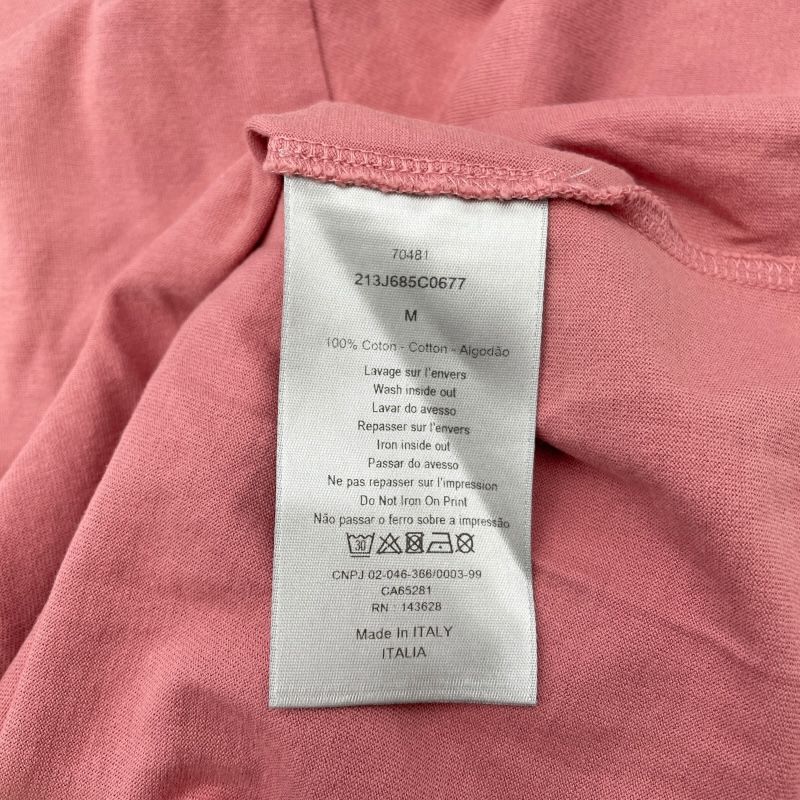 70481
213J685C0677
M
100% Coton - Cotton - Algodão
Lavage sur l'envers
Wash inside out
Lavar do avesso
Repasser sur l'envers
Iron inside out
Passar do avesso
Ne pas repasser sur l'impression
Do Not Iron On Print
Não passar o ferro sobre a impressão
30
CNPJ 02-046-366/0003-99
CA65281
RN : 143628
Made In ITALY
ITALIA